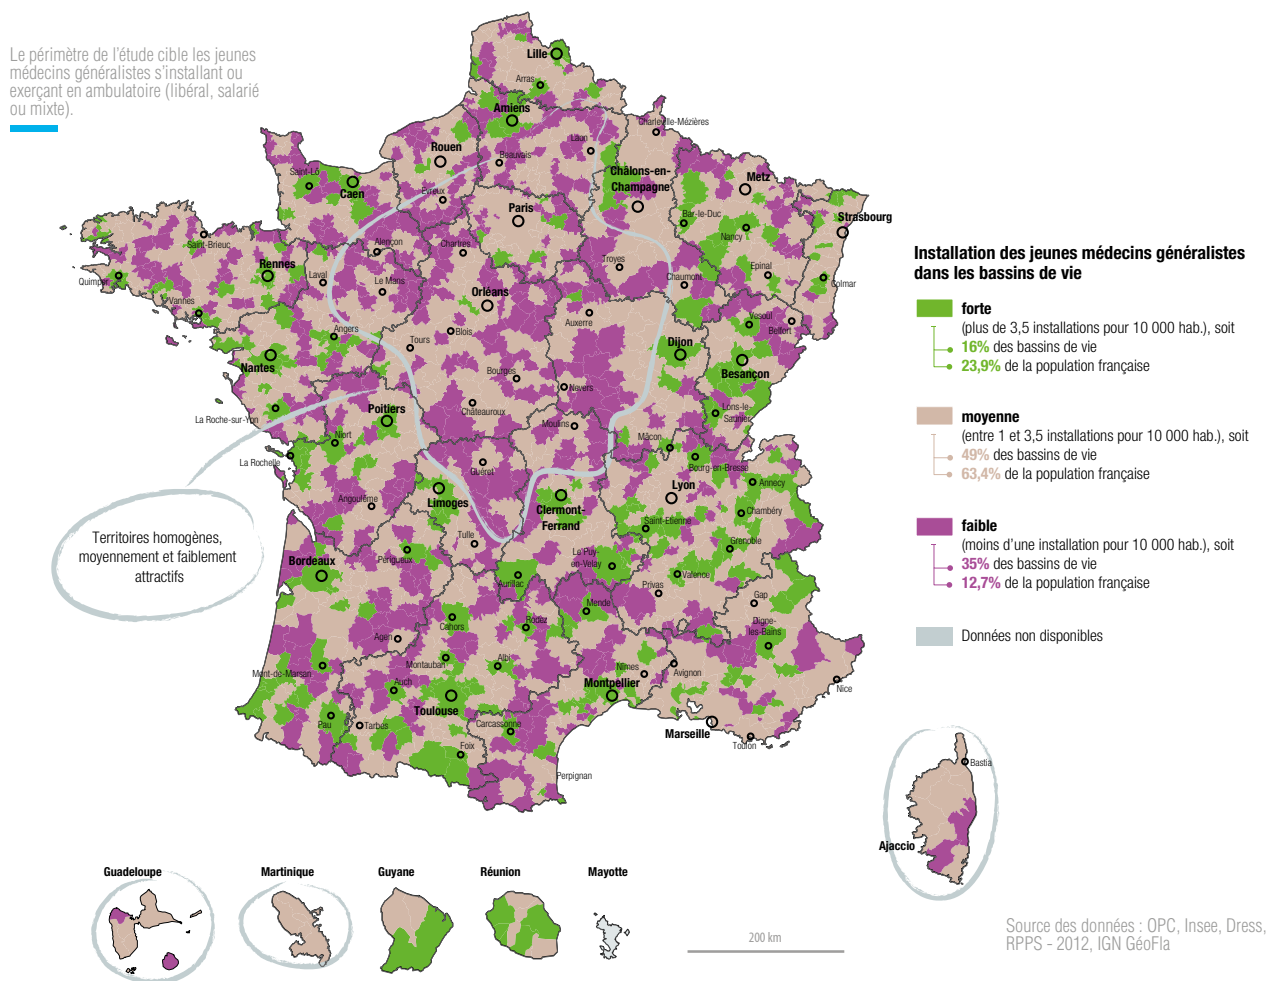 Le périmètre de l'étude cible les jeunes
médecins généralistes s'installant ou
exerçant en ambulatoire (libéral, salarié
ou mixte).
Lille
Arras
Amiens
Charleville-Mézières
Laon
Rouen
Beauvais
Saint-Lô
Caen
Evreux
Châlons-en-
Champagne
Metz
Paris
Bar-le-Duc
Strasbourg
Nancy
Saint-Brieuc
Alençon
Chartres
Troyes
Rennes
Quimper
Laval
Le Mans
Chaumont
Epinal
Colmar
Vannes
Orléans
Auxerre
Vesoul
Belfort
Angers
Blois
Tours
Dijon
Nantes
Besançon
Bourges
Nevers
La Roche-sur-Yon
Poitiers
Châteauroux
Lons-le-
Saunier
Moulins
Niort
Mâcon
La Rochelle
Guéret
Bourg-en-Bresse
Annecy
Angoulême
Limoges
Clermont-
Ferrand
Lyon
Chambéry
Saint-Etienne
Tulle
Grenoble
Périgueux
Bordeaux
Le Puy-
en-Velay
Aurillac
Valence
Privas
Mende
Gap
Cahors
Rodez
Digne-
les-Bains
Agen
Montauban
Albi
Nîmes
Avignon
Mont-de-Marsan
Auch
Montpellier
Nice
Toulouse
Pau
Tarbes
Carcassonne
Marseille
Toulon
Foix
Perpignan
Bastia
Ajaccio
Territoires homogènes,
moyennement et faiblement
attractifs
Installation des jeunes médecins généralistes
dans les bassins de vie
forte
(plus de 3,5 installations pour 10 000 hab.), soit
16% des bassins de vie
23,9% de la population française
moyenne
(entre 1 et 3,5 installations pour 10 000 hab.), soit
49% des bassins de vie
63,4% de la population française
faible
(moins d'une installation pour 10 000 hab.), soit
35% des bassins de vie
12,7% de la population française
Données non disponibles
Guadeloupe
Martinique
Guyane
Réunion
Mayotte
200 km
Source des données : OPC, Insee, Dress,
RPPS - 2012, IGN GéoFla